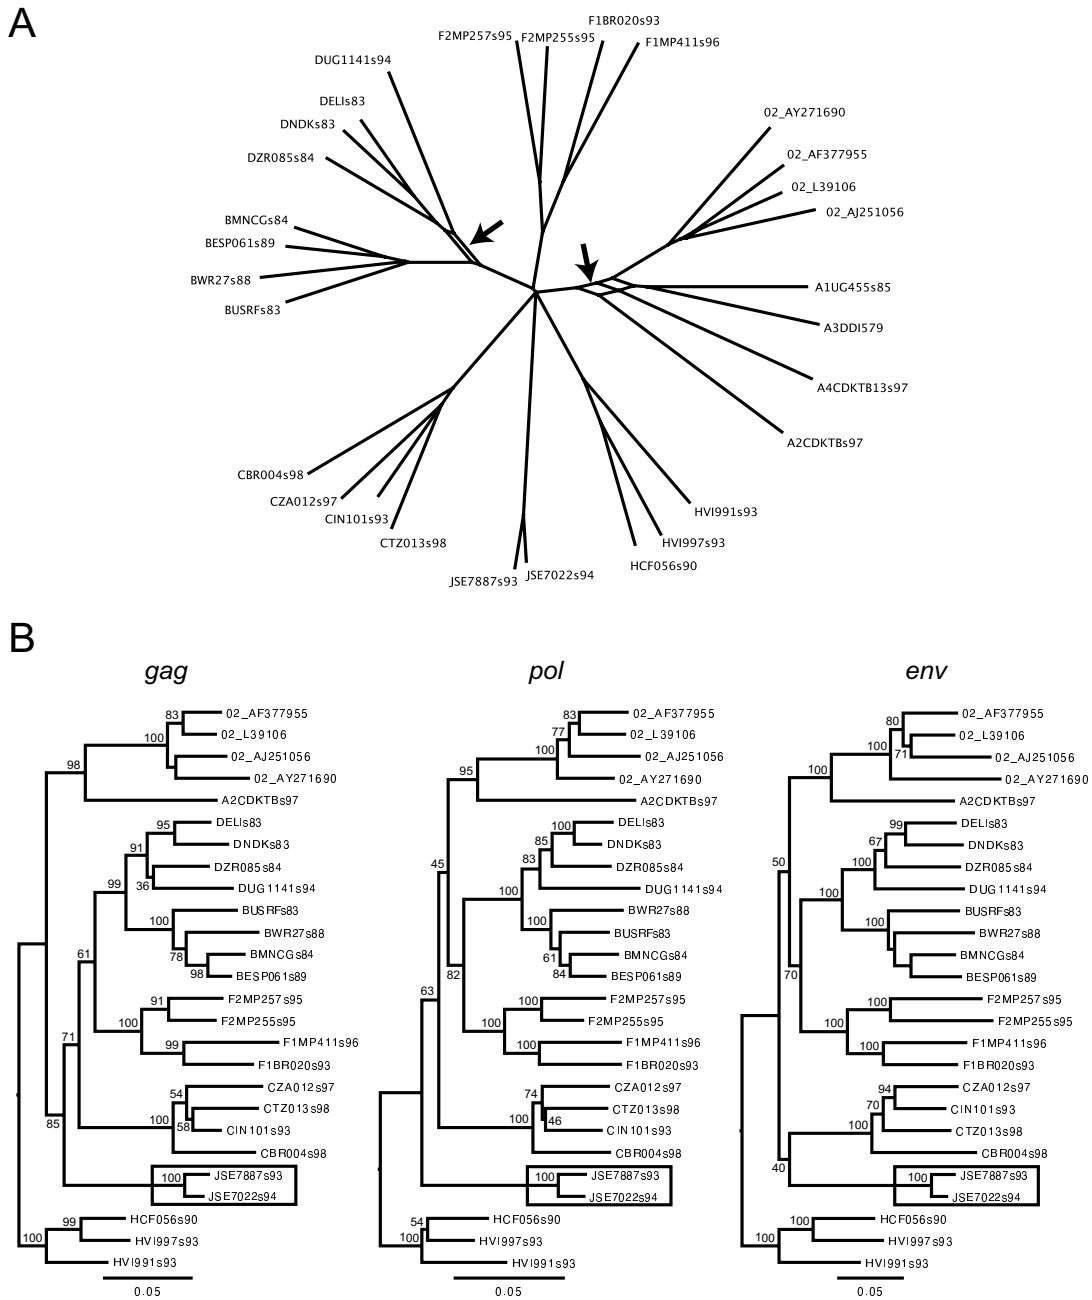 A
F2MP257s95
F2MP255s95
F1BR020s93
F1MP411s96
DUG1141s94
DELIs83
DNDKs83
DZR085s84
02_AY271690
02_AF377955
02_L39106
02_AJ251056
BMNCGs84
BESP061s89
BWR27s88
BUSRFs83
A1UG455s85
A3DDI579
A4CDKTB13s97
A2CDKTBs97
CBR004s98
CZA012s97
CIN101s93
CTZ013s98
JSE7887s93
JSE7022s94
HVI991s93
HVI997s93
HCF056s90
B
gag
83
02_AF377955
02_L39106
100
02_AJ251056
02_AY271690
98
A2CDKTBs97
95
DELIs83
DNDKs83
91
DZR085s84
36
DUG1141s94
99
BUSRFs83
100
BWR27s88
78
BMNCGs84
98
BESP061s89
61
91
F2MP257s95
F2MP255s95
100
99
F1MP411s96
F1BR020s93
71
54
CZA012s97
CTZ013s98
58
CIN101s93
100
CBR004s98
85
100
JSE7887s93
JSE7022s94
99
HCF056s90
HVI997s93
100
HVI991s93
0.05
pol
83
02_AF377955
02_L39106
77
02_AJ251056
100
02_AY271690
95
A2CDKTBs97
100
DELIs83
DNDKs83
85
DZR085s84
83
DUG1141s94
45
100
BWR27s88
100
BUSRFs83
61
BMNCGs84
84
BESP061s89
82
100
F2MP257s95
F2MP255s95
100
100
F1MP411s96
F1BR020s93
63
74
CZA012s97
CTZ013s98
46
CIN101s93
100
CBR004s98
100
JSE7887s93
JSE7022s94
54
HCF056s90
HVI997s93
100
HVI991s93
0.05
env
80
02_AF377955
02_L39106
71
02_AJ251056
100
02_AY271690
100
A2CDKTBs97
99
DELIs83
DNDKs83
67
DZR085s84
100
DUG1141s94
50
100
BUSRFs83
100
BWR27s88
BMNCGs84
BESP061s89
70
100
F2MP257s95
F2MP255s95
100
100
F1MP411s96
F1BR020s93
94
CZA012s97
CIN101s93
70
CTZ013s98
100
CBR004s98
40
100
JSE7887s93
JSE7022s94
100
HCF056s90
HVI997s93
100
HVI991s93
0.05